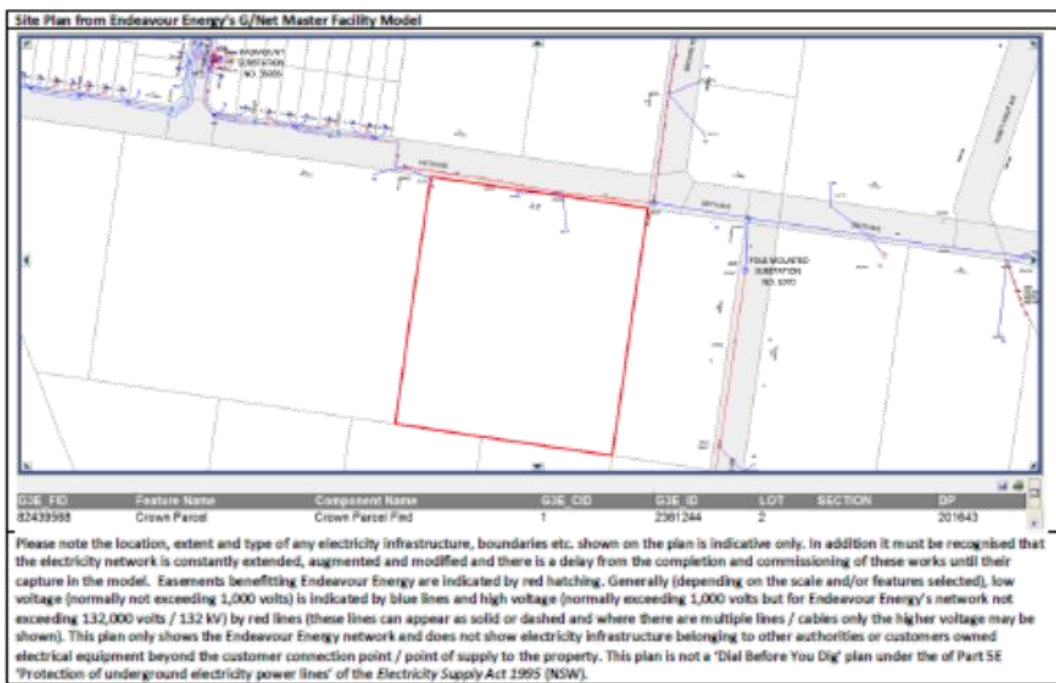 Site Plan from Endeavour Energy's G/Net Master Facility Model
PADMOUNT
SUBSTATION
POLE MOUNTED
SUBSTATION
G3E_FID Feature Name Component Name G3E_CID G3E_ID LOT SECTION DP
82439568 Crown Parcel Crown Parcel Find 1 2361244 2 201643
Please note the location, extent and type of any electricity infrastructure, boundaries etc. shown on the plan is indicative only. In addition it must be recognised that
the electricity network is constantly extended, augmented and modified and there is a delay from the completion and commissioning of these works until their
capture in the model. Easements benefitting Endeavour Energy are indicated by red hatching. Generally (depending on the scale and/or features selected), low
voltage (normally not exceeding 1,000 volts) is indicated by blue lines and high voltage (normally exceeding 1,000 volts but for Endeavour Energy's network not
exceeding 132,000 volts / 132 kV) by red lines (these lines can appear as solid or dashed and where there are multiple lines / cables only the higher voltage may be
shown). This plan only shows the Endeavour Energy network and does not show electricity infrastructure belonging to other authorities or customers owned
electrical equipment beyond the customer connection point / point of supply to the property. This plan is not a 'Dial Before You Dig' plan under the of Part 5E
'Protection of underground electricity power lines' of the Electricity Supply Act 1995 (NSW).